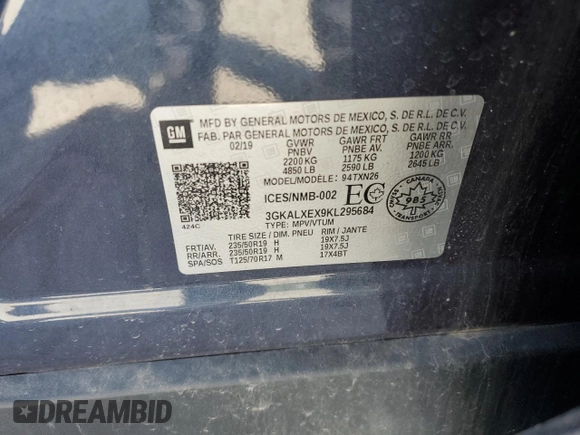 GM
MFD BY GENERAL MOTORS DE MEXICO, S. DE R.L. DE C.V.
FAB. PAR GENERAL MOTORS DE MEXICO, S. DE R.L. DE C.V.
02/19 GVWR GAWR FRT GAWR RR
PNBV PNBE AV. PNBE ARR.
2200 KG 1175 KG 1200 KG
4850 LB 2590 LB 2645 LB
MODEL/MODÈLE: 94TXN26
ICES/NMB-002 EC
CANADA
985
3GKALXEX9KL295684
424C
TYPE: MPV/VTUM
TIRE SIZE / DIM. PNEU RIM / JANTE
FRT/AV. 235/50R19 H 19X7.5J
RR/ARR. 235/50R19 H 19X7.5J
SPA/SOS T125/70R17 M 17X4BT
DREAMBID